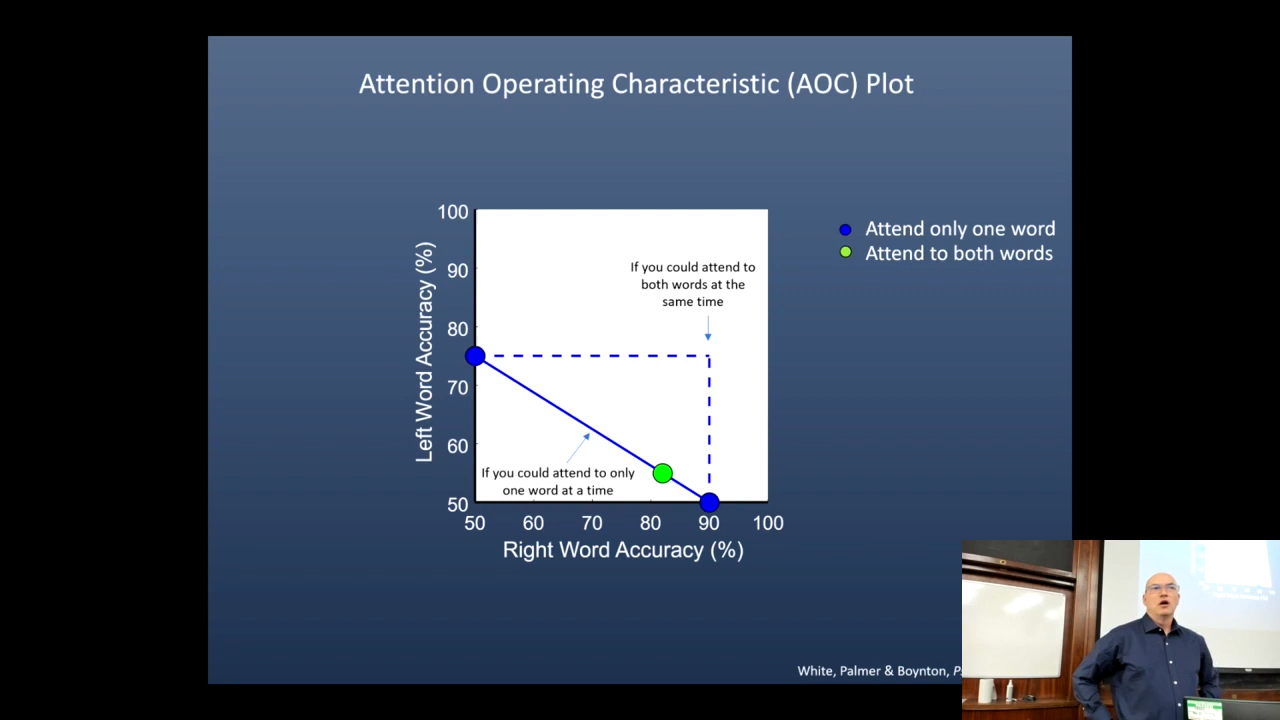 Attention Operating Characteristic (AOC) Plot
Attend only one word
Attend to both words
100
90
80
70
60
50
Left Word Accuracy (%)
If you could attend to
both words at the
same time
If you could attend to only
one word at a time
50 60 70 80 90 100
Right Word Accuracy (%)
White, Palmer & Boynton,